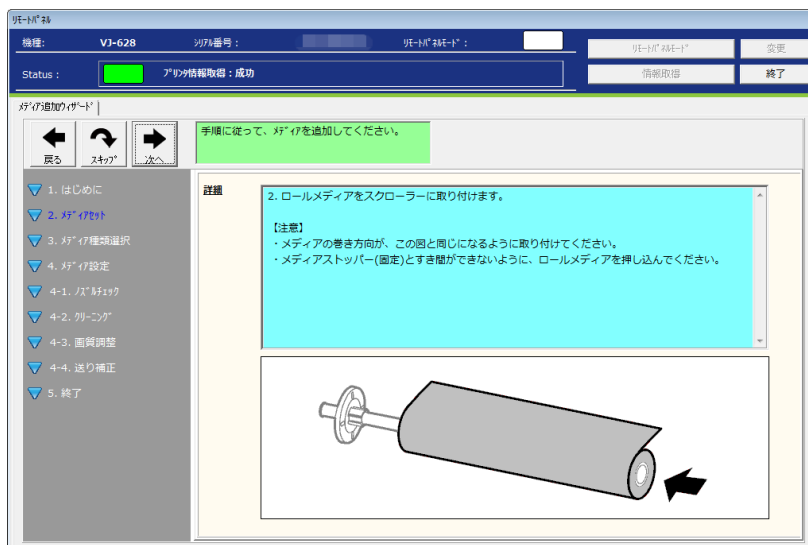 ﾘﾓｰﾄﾊﾟﾈﾙ
機種: VJ-628 ｼﾘｱﾙ番号： ﾘﾓｰﾄﾊﾟﾈﾙﾓｰﾄﾞ： ﾘﾓｰﾄﾊﾟﾈﾙﾓｰﾄﾞ 変更
Status： ﾌﾟﾘﾝﾀ情報取得：成功 情報取得 終了
ﾒﾃﾞｨｱ追加ｳｨｻﾞｰﾄﾞ
戻る ｽｷｯﾌﾟ 次へ
手順に従って、ﾒﾃﾞｨｱを追加してください。
1. はじめに
2. ﾒﾃﾞｨｱｾｯﾄ
3. ﾒﾃﾞｨｱ種類選択
4. ﾒﾃﾞｨｱ設定
4-1. ﾉｽﾞﾙﾁｪｯｸ
4-2. ｸﾘｰﾆﾝｸﾞ
4-3. 画質調整
4-4. 送り補正
5. 終了
詳細
2. ロールメディアをスクローラーに取り付けます。
【注意】
・メディアの巻き方向が、この図と同じになるように取り付けてください。
・メディアストッパー(固定)とすき間ができないように、ロールメディアを押し込んでください。